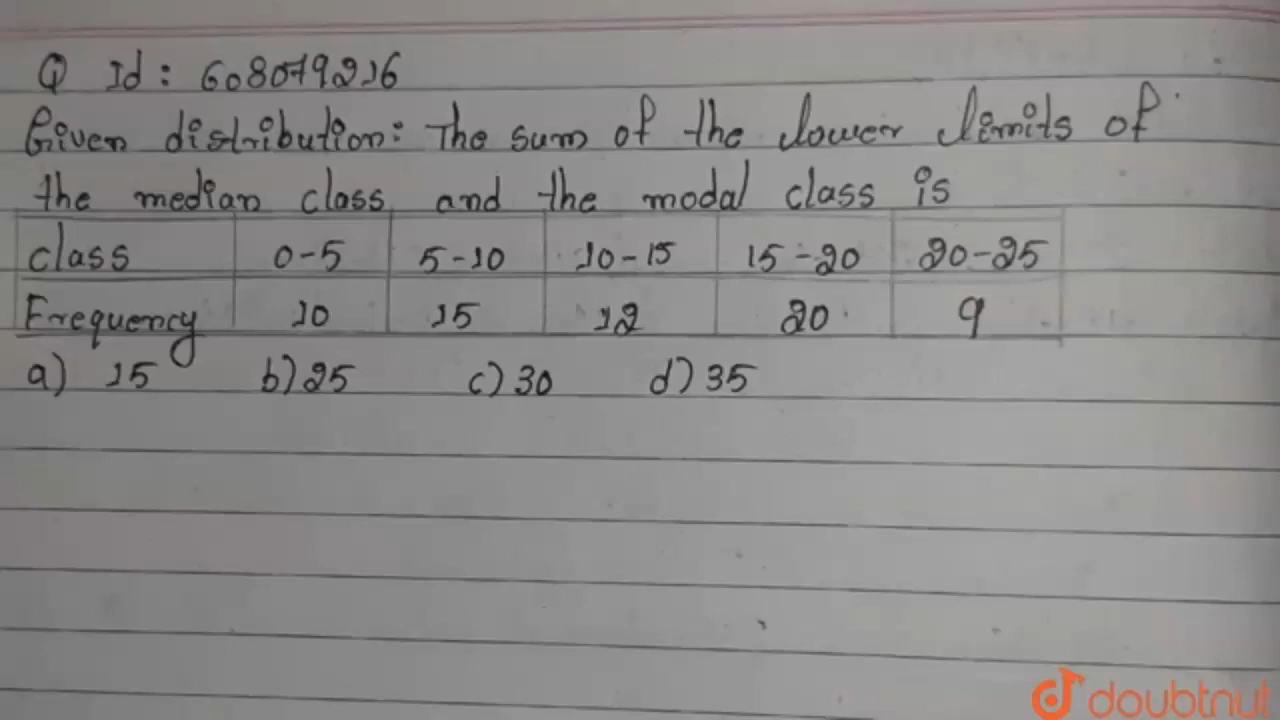 Q Id : 608079216
Given distribution: The sum of the lower limits of
the median class and the modal class is
class 0-5 5-10 10-15 15-20 20-25
Frequency 10 15 12 20 9
a) 15 b) 25 c) 30 d) 35
doubtnut